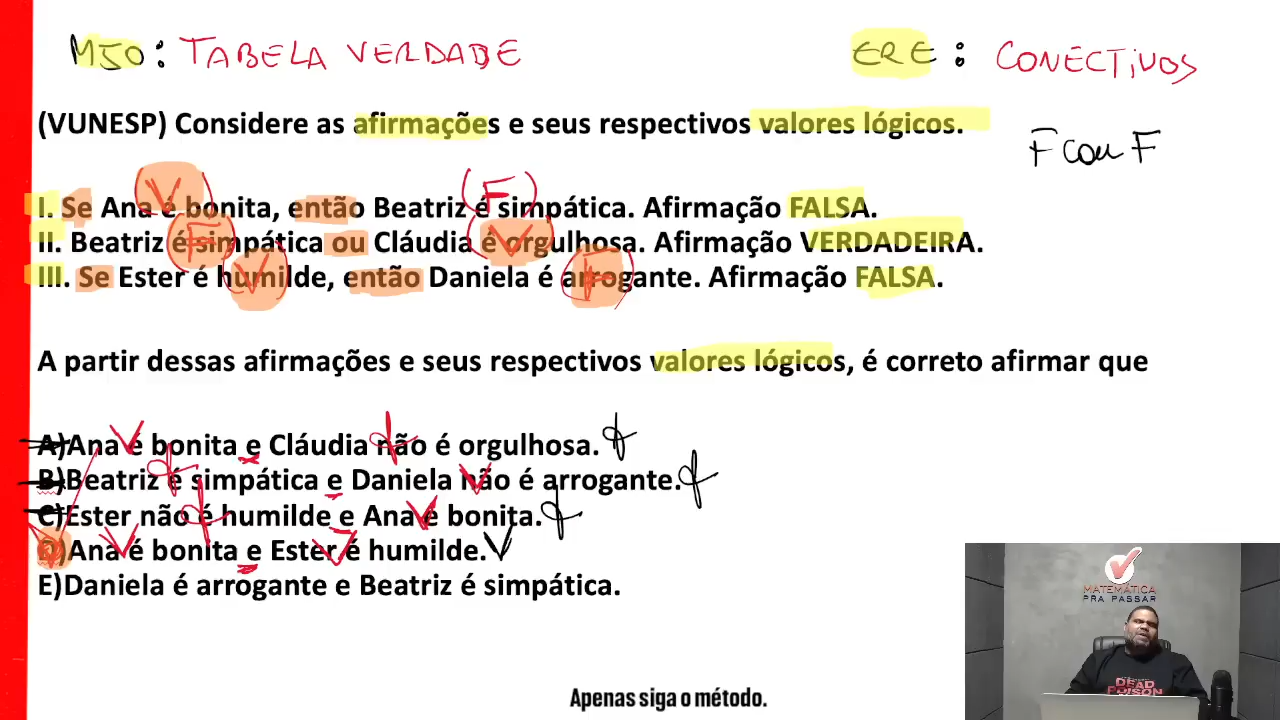 M50: TABELA VERDADE
ERE: CONECTIVOS
(VUNESP) Considere as afirmações e seus respectivos valores lógicos.
F com F
V F
I. Se Ana é bonita, então Beatriz é simpática. Afirmação FALSA.
F V
II. Beatriz é simpática ou Cláudia é orgulhosa. Afirmação VERDADEIRA.
V F
III. Se Ester é humilde, então Daniela é arrogante. Afirmação FALSA.
A partir dessas afirmações e seus respectivos valores lógicos, é correto afirmar que
V F F
A)Ana é bonita e Cláudia não é orgulhosa.
F V F
B)Beatriz é simpática e Daniela não é arrogante.
F V F
C)Ester não é humilde e Ana é bonita.
V V V
D)Ana é bonita e Ester é humilde.
E)Daniela é arrogante e Beatriz é simpática.
MATEMÁTICA
PRA PASSAR
DEAD
POISON
Apenas siga o método.